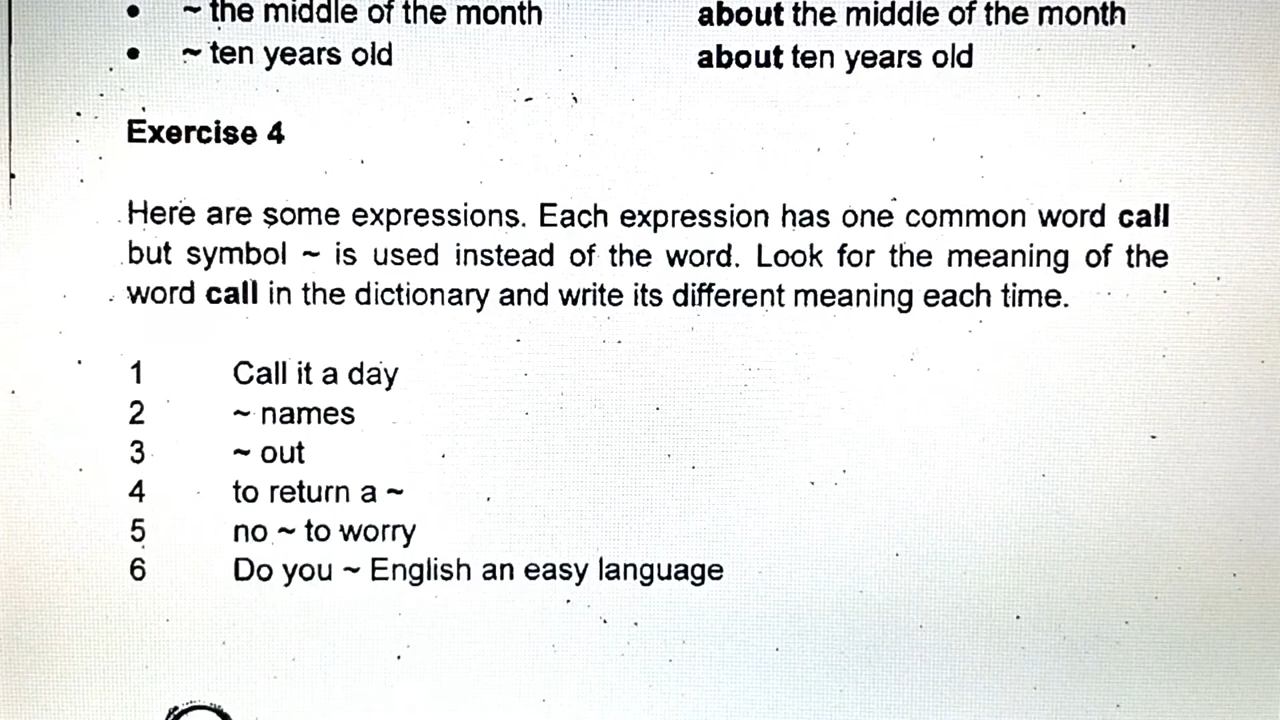 • ~ the middle of the month about the middle of the month
• ~ ten years old about ten years old
Exercise 4
Here are some expressions. Each expression has one common word call
but symbol ~ is used instead of the word. Look for the meaning of the
word call in the dictionary and write its different meaning each time.
1 Call it a day
2 ~ names
3 ~ out
4 to return a ~
5 no ~ to worry
6 Do you ~ English an easy language